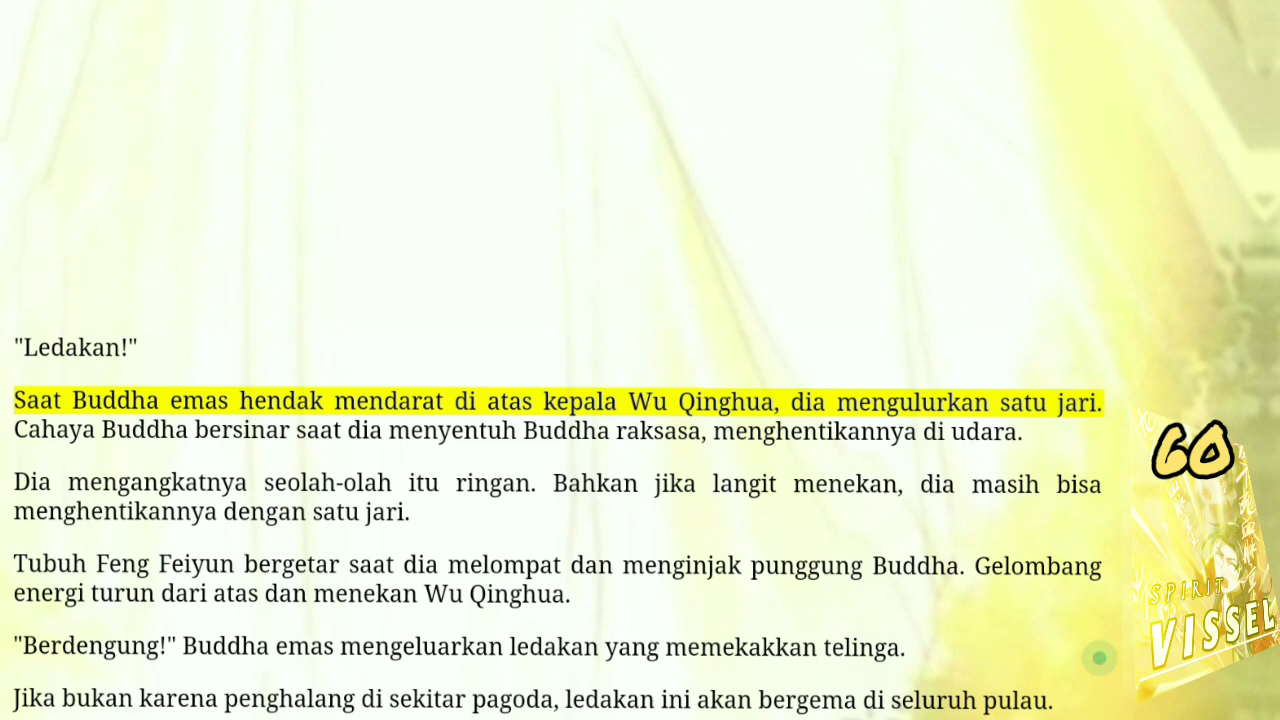 "Ledakan!"
Saat Buddha emas hendak mendarat di atas kepala Wu Qinghua, dia mengulurkan satu jari.
Cahaya Buddha bersinar saat dia menyentuh Buddha raksasa, menghentikannya di udara.
Dia mengangkatnya seolah-olah itu ringan. Bahkan jika langit menekan, dia masih bisa
menghentikannya dengan satu jari.
Tubuh Feng Feiyun bergetar saat dia melompat dan menginjak punggung Buddha. Gelombang
energi turun dari atas dan menekan Wu Qinghua.
"Berdengung!" Buddha emas mengeluarkan ledakan yang memekakkan telinga.
Jika bukan karena penghalang di sekitar pagoda, ledakan ini akan bergema di seluruh pulau.
60
SPIRIT
VISSEL